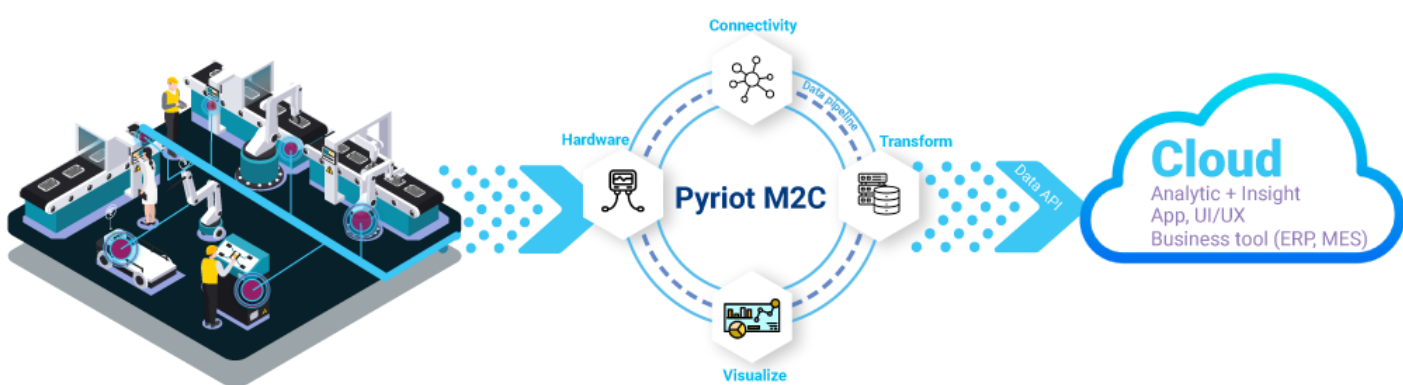 Connectivity
Data pipeline
Hardware
Transform
Pyriot M2C
Visualize
Data API
Cloud
Analytic + Insight
App, UI/UX
Business tool (ERP, MES)